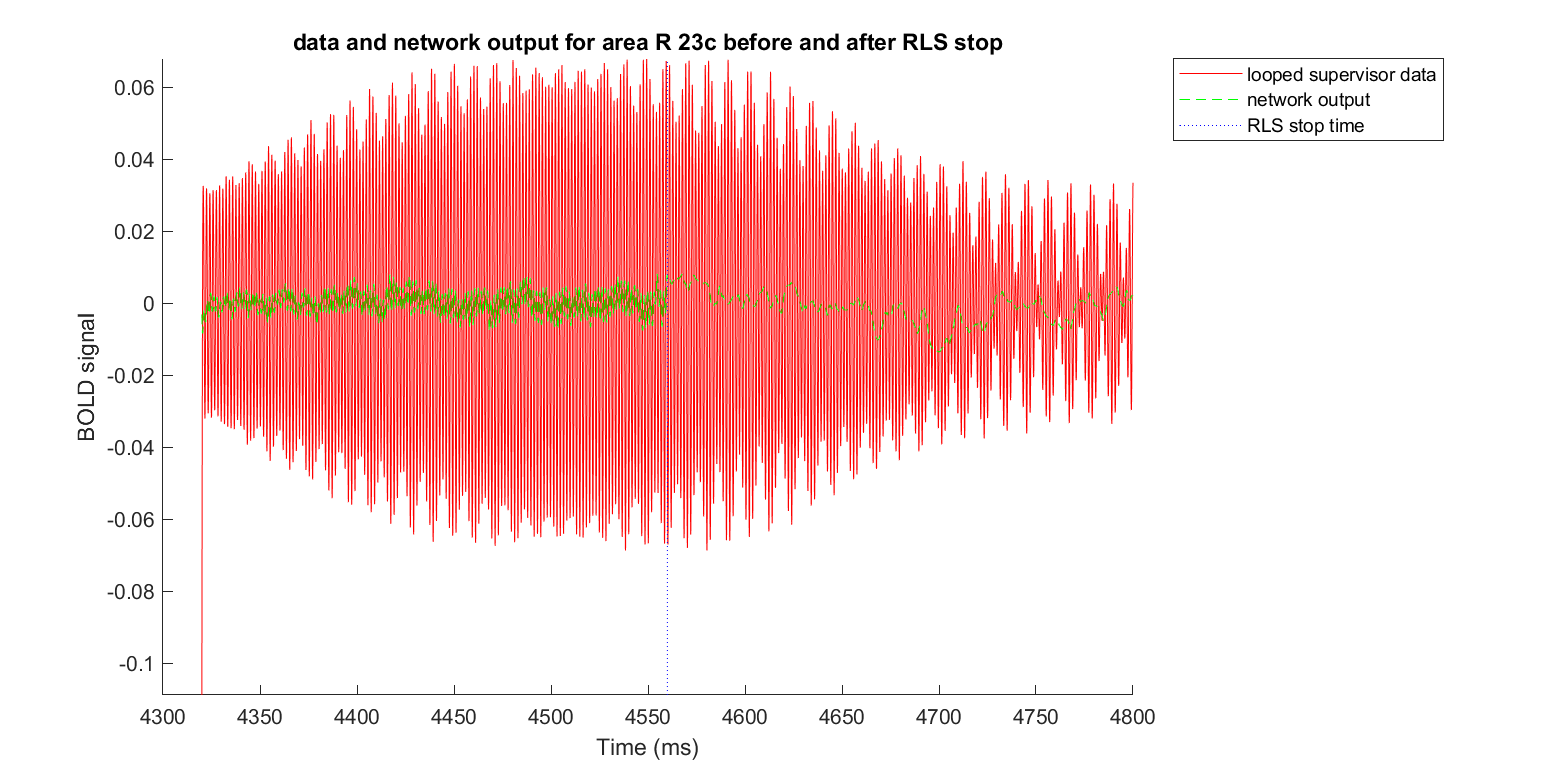 data and network output for area R 23c before and after RLS stop
looped supervisor data
network output
RLS stop time
BOLD signal
0.06
0.04
0.02
0
-0.02
-0.04
-0.06
-0.08
-0.1
4300 4350 4400 4450 4500 4550 4600 4650 4700 4750 4800
Time (ms)